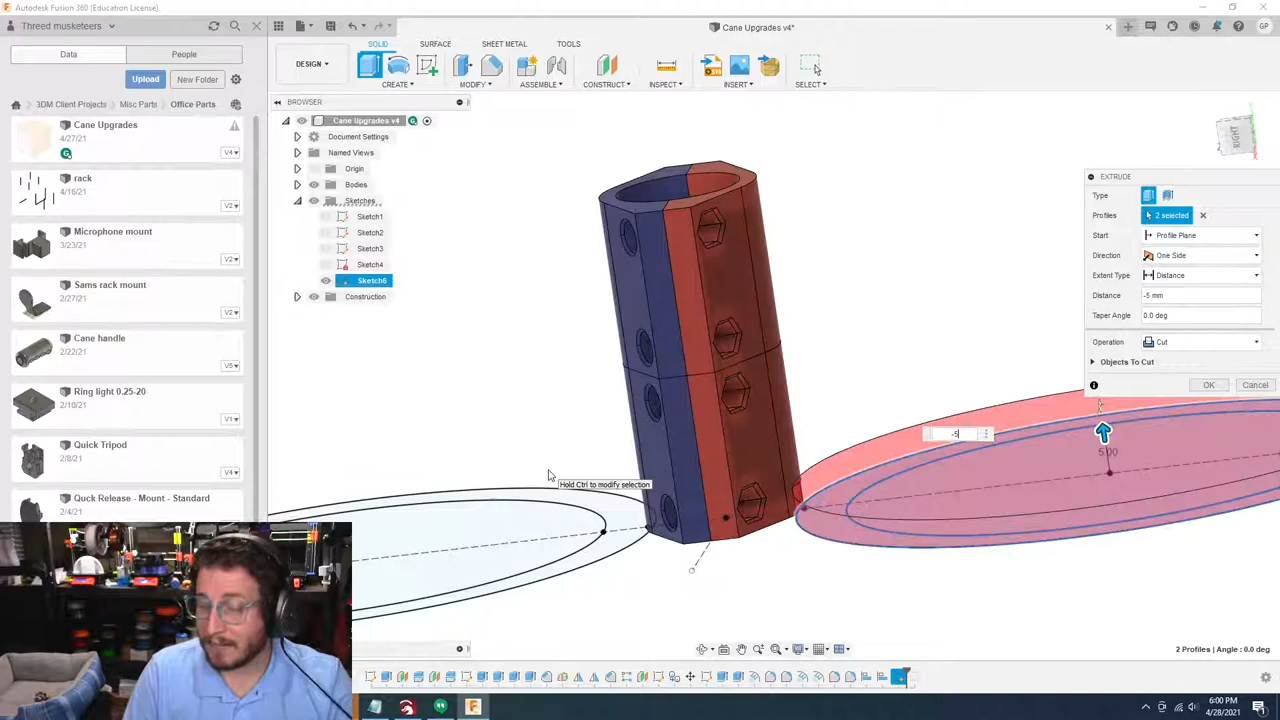 Autodesk Fusion 360 (Education License)
Threed musketeers
Cane Upgrades v4*
GP
Data
People
Upload
New Folder
3DM Client Projects
Misc Parts
Office Parts
Cane Upgrades
4/27/21
G
V4
rack
4/16/21
V2
Microphone mount
3/23/21
V2
Sams rack mount
2/27/21
V2
Cane handle
2/22/21
V5
Ring light 0.25-20
2/10/21
V1
Quick Tripod
2/8/21
V4
Quck Release - Mount - Standard
2/4/21
DESIGN
SOLID
SURFACE
SHEET METAL
TOOLS
CREATE
MODIFY
ASSEMBLE
CONSTRUCT
INSPECT
INSERT
SELECT
BROWSER
Cane Upgrades v4
G
Document Settings
Named Views
Origin
Bodies
Sketches
Sketch1
Sketch2
Sketch3
Sketch4
Sketch6
Construction
RIGHT
EXTRUDE
Type
Profiles
2 selected
Start
Profile Plane
Direction
One Side
Extent Type
Distance
Distance
-5 mm
Taper Angle
0.0 deg
Operation
Cut
Objects To Cut
OK
Cancel
-5
5.00
Hold Ctrl to modify selection
2 Profiles | Angle : 0.0 deg
6:00 PM
4/28/2021